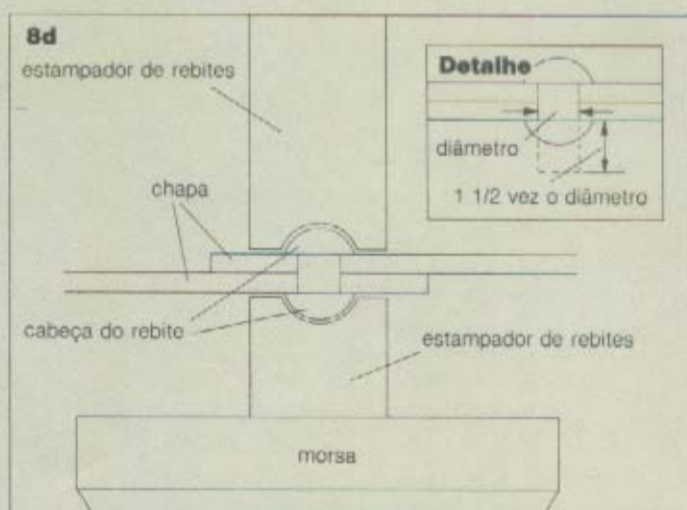 8d
estampador de rebites
Detalhe
diâmetro
1 1/2 vez o diâmetro
chapa
cabeça do rebite
estampador de rebites
morsa